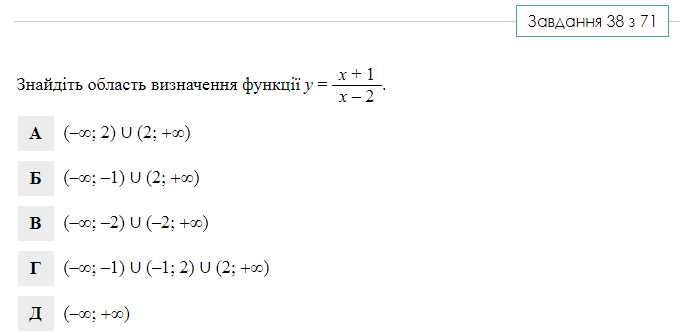 Завдання 38 з 71
Знайдіть область визначення функції y = \frac{x + 1}{x – 2}.
А (–∞; 2) ∪ (2; +∞)
Б (–∞; –1) ∪ (2; +∞)
В (–∞; –2) ∪ (–2; +∞)
Г (–∞; –1) ∪ (–1; 2) ∪ (2; +∞)
Д (–∞; +∞)